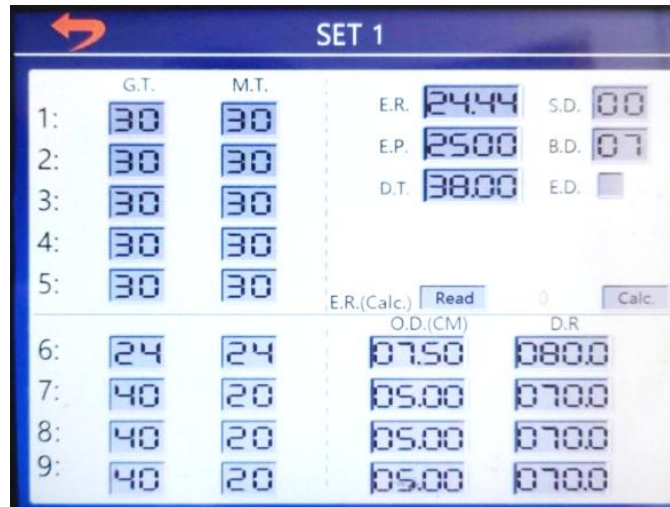 SET 1
G.T. M.T.
1: 30 30 E.R. 24.44 S.D. 00
2: 30 30 E.P. 2500 B.D. 07
3: 30 30 D.T. 38.00 E.D.
4: 30 30
5: 30 30
E.R.(Calc.) Read 0 Calc.
O.D.(CM) D.R
6: 24 24 07.50 080.0
7: 40 20 05.00 070.0
8: 40 20 05.00 070.0
9: 40 20 05.00 070.0